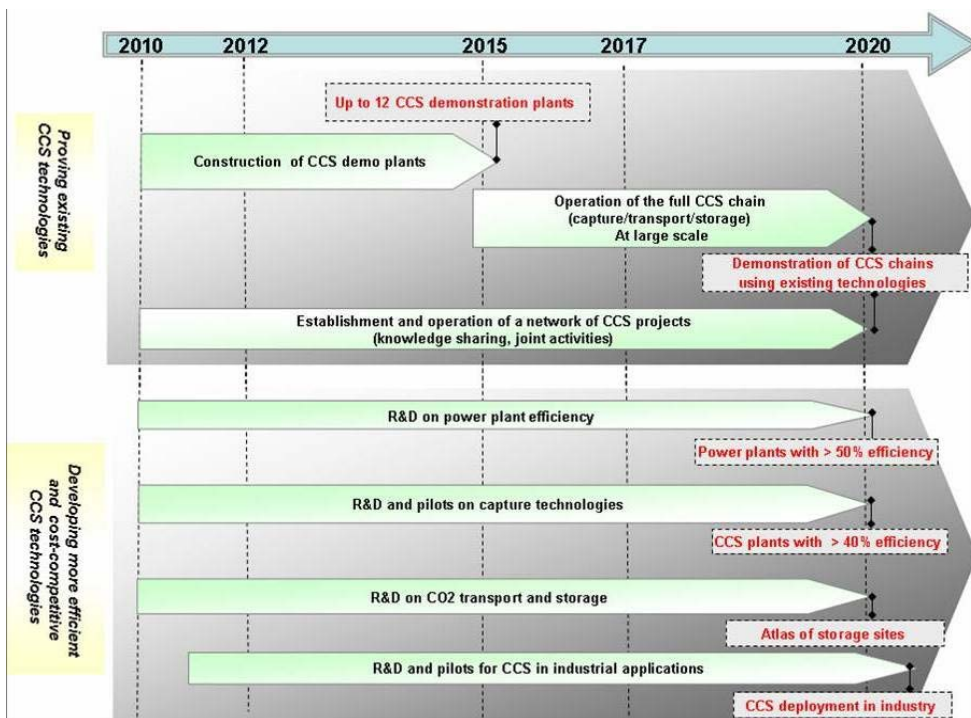 2010 2012 2015 2017 2020
Proving existing
CCS technologies
Up to 12 CCS demonstration plants
Construction of CCS demo plants
Operation of the full CCS chain
(capture/transport/storage)
At large scale
Demonstration of CCS chains
using existing technologies
Establishment and operation of a network of CCS projects
(knowledge sharing, joint activities)
Developing more efficient
and cost-competitive
CCS technologies
R&D on power plant efficiency
Power plants with > 50% efficiency
R&D and pilots on capture technologies
CCS plants with > 40% efficiency
R&D on CO2 transport and storage
Atlas of storage sites
R&D and pilots for CCS in industrial applications
CCS deployment in industry